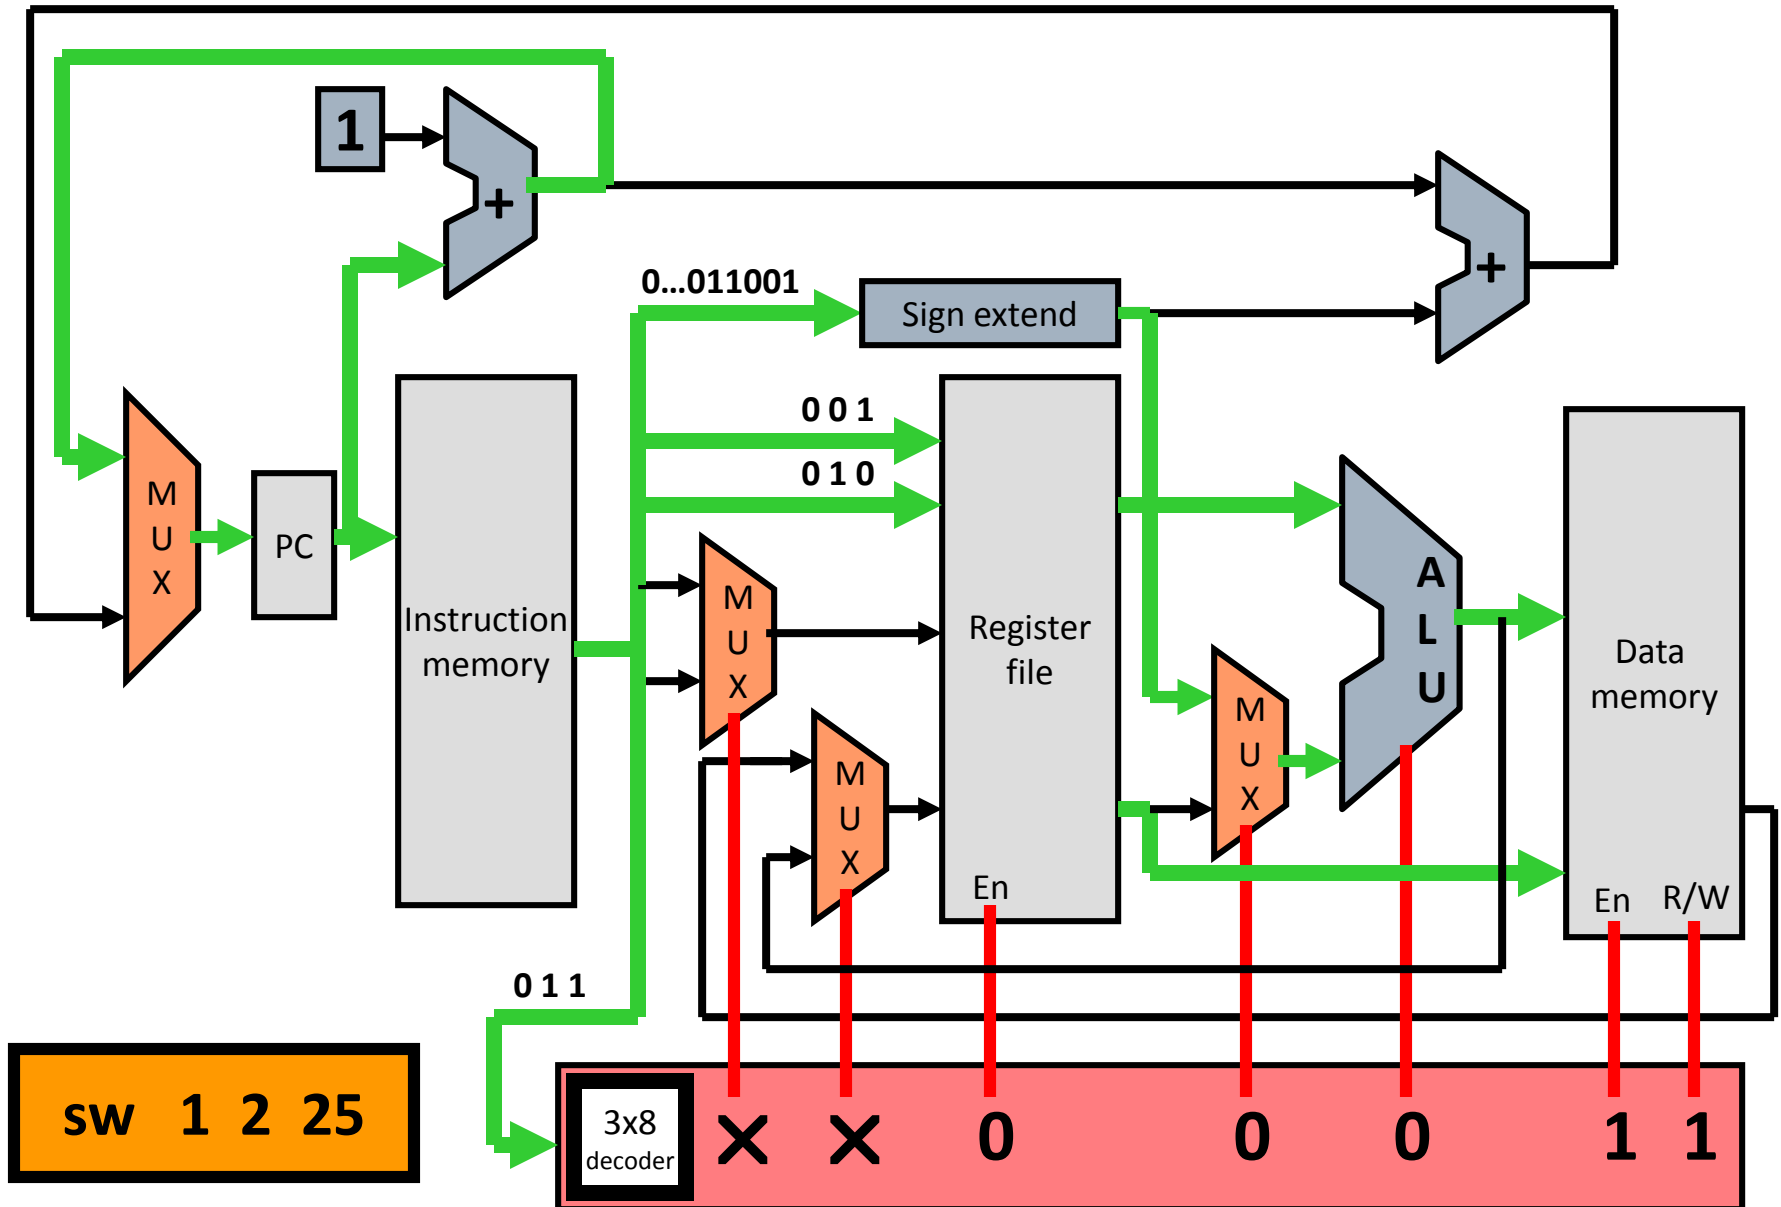 1
+
+
0...011001
Sign extend
0 0 1
0 1 0
M
U
X
PC
Instruction
memory
M
U
X
Register
file
En
M
U
X
M
U
X
A
L
U
Data
memory
En R/W
0 1 1
sw 1 2 25
3x8
decoder
X X 0 0 0 1 1